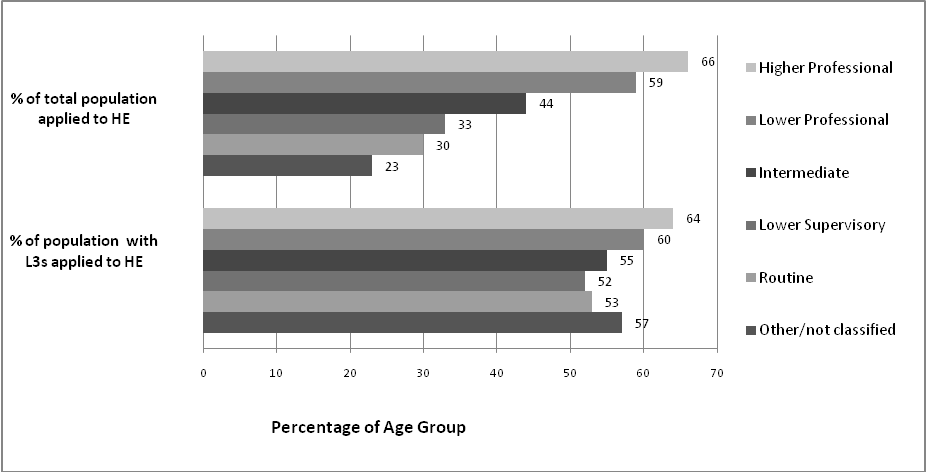 % of total population
applied to HE
66
59
44
33
30
23
% of population with
L3s applied to HE
64
60
55
52
53
57
0 10 20 30 40 50 60 70
Percentage of Age Group
Higher Professional
Lower Professional
Intermediate
Lower Supervisory
Routine
Other/not classified